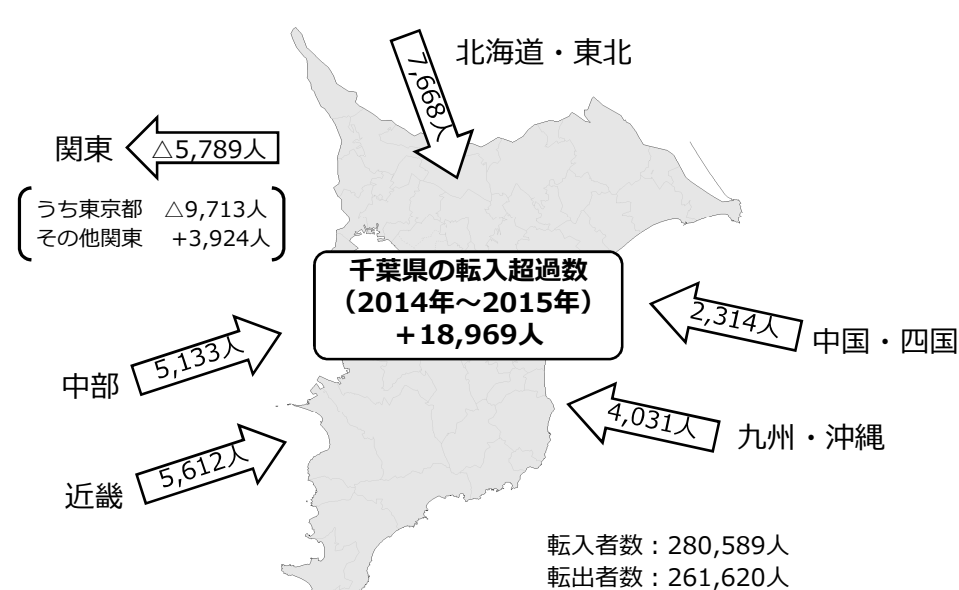 北海道・東北
7,668人
関東
△5,789人
うち東京都 △9,713人
その他関東 +3,924人
千葉県の転入超過数
（2014年～2015年）
+18,969人
2,314人
中国・四国
5,133人
中部
4,031人
九州・沖縄
5,612人
近畿
転入者数：280,589人
転出者数：261,620人